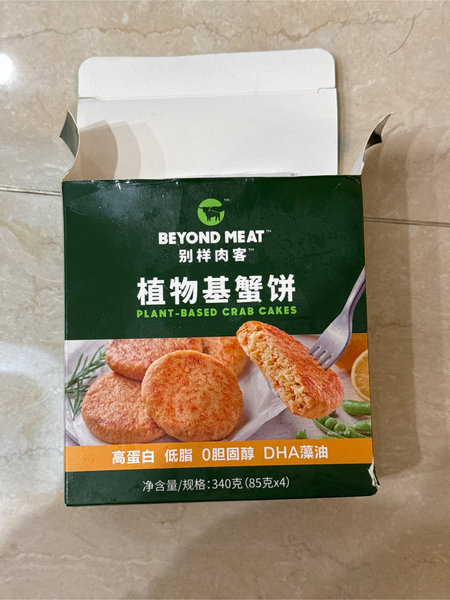 BEYOND MEAT™
别样肉客™
植物基蟹饼
PLANT-BASED CRAB CAKES
高蛋白 低脂 0胆固醇 DHA藻油
净含量/规格:340克(85克×4)